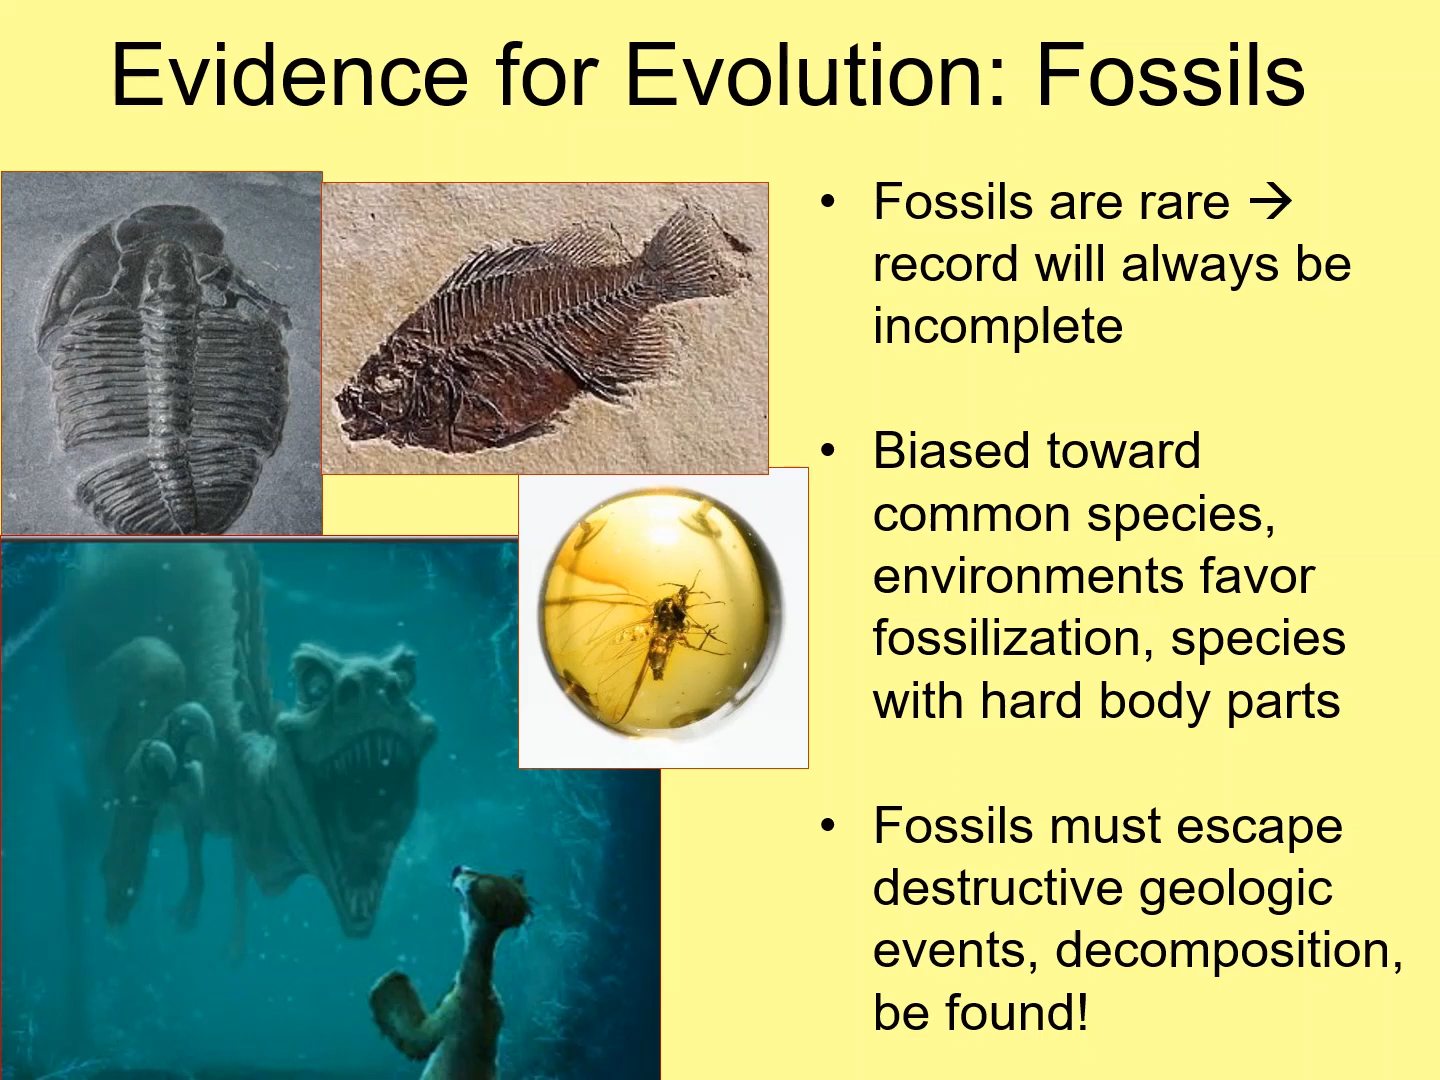 Evidence for Evolution: Fossils
• Fossils are rare →
record will always be
incomplete
• Biased toward
common species,
environments favor
fossilization, species
with hard body parts
• Fossils must escape
destructive geologic
events, decomposition,
be found!